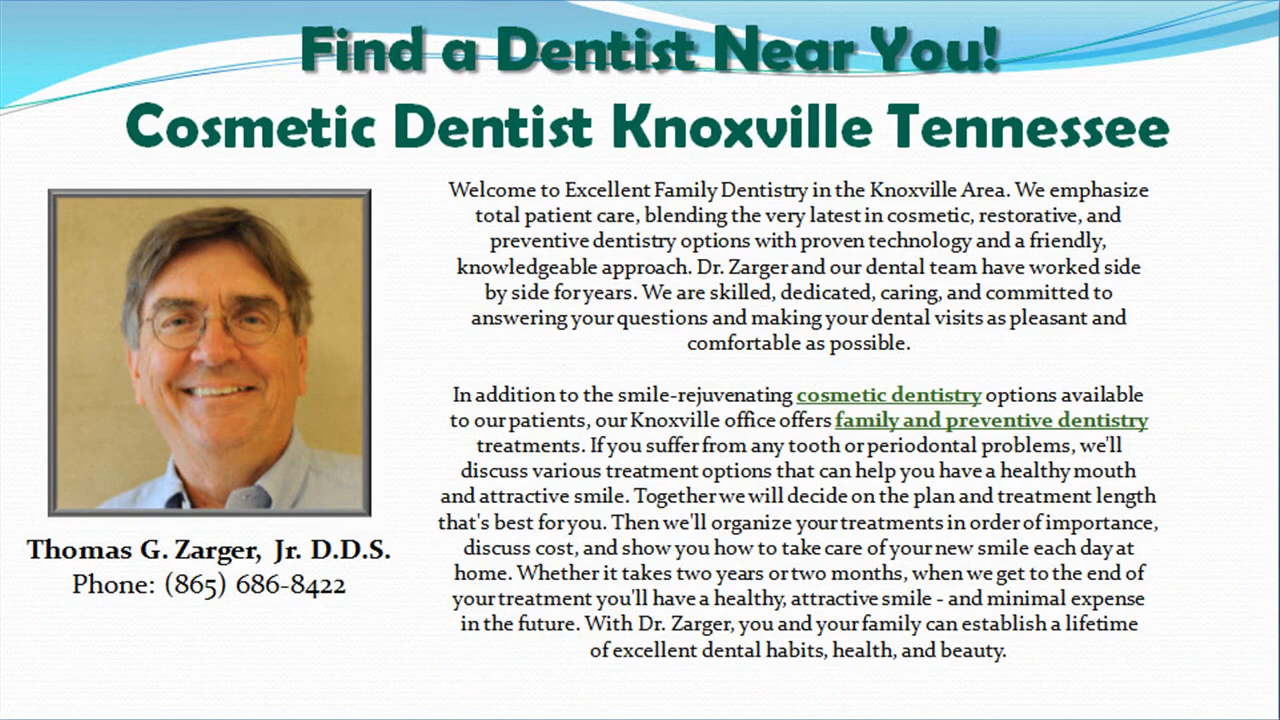 Find a Dentist Near You!
Cosmetic Dentist Knoxville Tennessee
Welcome to Excellent Family Dentistry in the Knoxville Area. We emphasize
total patient care, blending the very latest in cosmetic, restorative, and
preventive dentistry options with proven technology and a friendly,
knowledgeable approach. Dr. Zarger and our dental team have worked side
by side for years. We are skilled, dedicated, caring, and committed to
answering your questions and making your dental visits as pleasant and
comfortable as possible.
In addition to the smile-rejuvenating cosmetic dentistry options available
to our patients, our Knoxville office offers family and preventive dentistry
treatments. If you suffer from any tooth or periodontal problems, we'll
discuss various treatment options that can help you have a healthy mouth
and attractive smile. Together we will decide on the plan and treatment length
that's best for you. Then we'll organize your treatments in order of importance,
discuss cost, and show you how to take care of your new smile each day at
home. Whether it takes two years or two months, when we get to the end of
your treatment you'll have a healthy, attractive smile - and minimal expense
in the future. With Dr. Zarger, you and your family can establish a lifetime
of excellent dental habits, health, and beauty.
Thomas G. Zarger, Jr. D.D.S.
Phone: (865) 686-8422